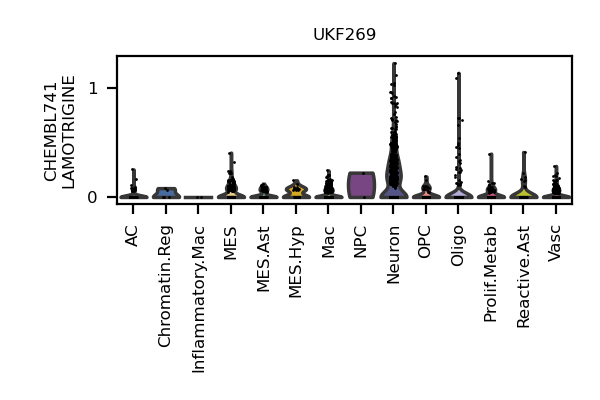 UKF269
CHEMBL741
LAMOTRIGINE
1
0
AC
Chromatin.Reg
Inflammatory.Mac
MES
MES.Ast
MES.Hyp
Mac
NPC
Neuron
OPC
Oligo
Prolif.Metab
Reactive.Ast
Vasc